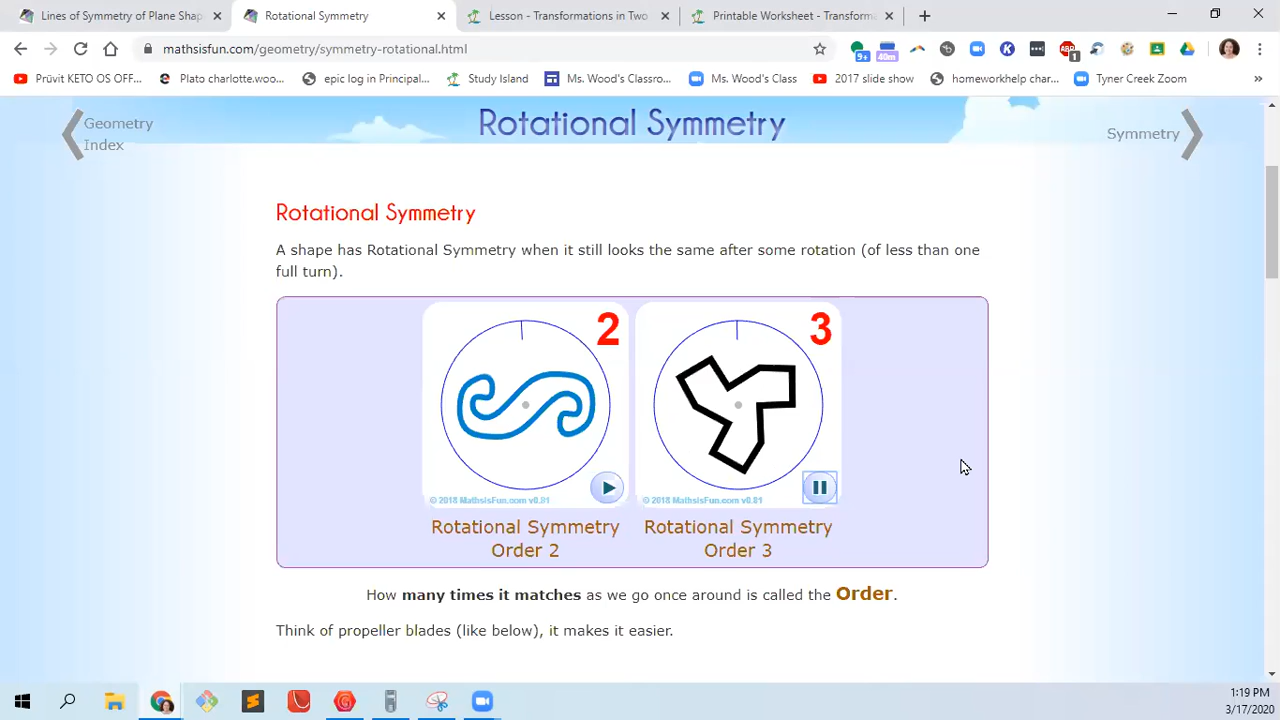 Lines of Symmetry of Plane Shap
Rotational Symmetry
Lesson - Transformations in Two
Printable Worksheet - Transforma
mathsisfun.com/geometry/symmetry-rotational.html
9+
40m
K
ABP
1
Prüvit KETO OS OFF...
Plato charlotte.woo...
epic log in Principal...
Study Island
Ms. Wood's Classro...
Ms. Wood's Class
2017 slide show
homeworkhelp char...
Tyner Creek Zoom
»
Geometry
Index
Rotational Symmetry
Symmetry
Rotational Symmetry
A shape has Rotational Symmetry when it still looks the same after some rotation (of less than one
full turn).
2
3
© 2018 MathsisFun.com v0.81
© 2018 MathsisFun.com v0.81
Rotational Symmetry
Order 2
Rotational Symmetry
Order 3
How many times it matches as we go once around is called the Order.
Think of propeller blades (like below), it makes it easier.
1:19 PM
3/17/2020